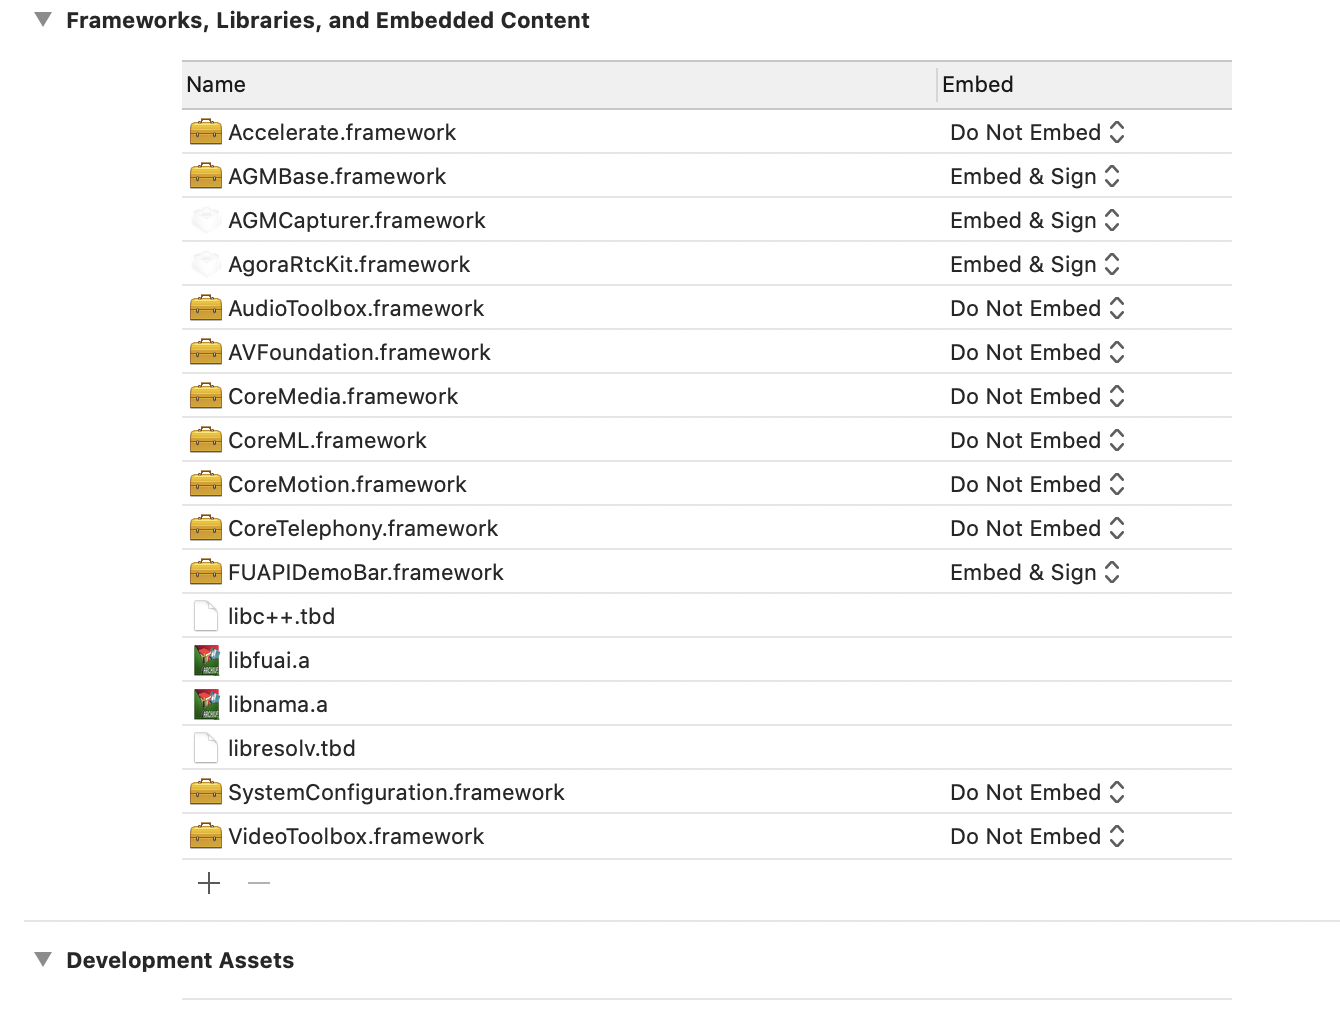 Frameworks, Libraries, and Embedded Content
Name Embed
Accelerate.framework Do Not Embed
AGMBase.framework Embed & Sign
AGMCapturer.framework Embed & Sign
AgoraRtcKit.framework Embed & Sign
AudioToolbox.framework Do Not Embed
AVFoundation.framework Do Not Embed
CoreMedia.framework Do Not Embed
CoreML.framework Do Not Embed
CoreMotion.framework Do Not Embed
CoreTelephony.framework Do Not Embed
FUAPIDemoBar.framework Embed & Sign
libc++.tbd
libfuai.a
libnama.a
libresolv.tbd
SystemConfiguration.framework Do Not Embed
VideoToolbox.framework Do Not Embed
Development Assets